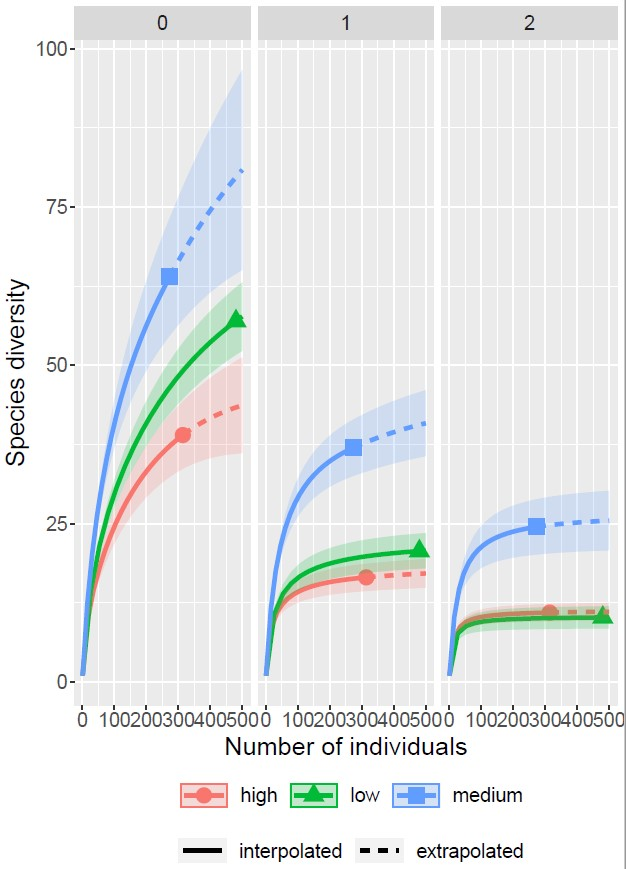 0 1 2
100
75
50
25
0
Species diversity
0 100200300400500 0 100200300400500 0 100200300400500
Number of individuals
high low medium
interpolated extrapolated